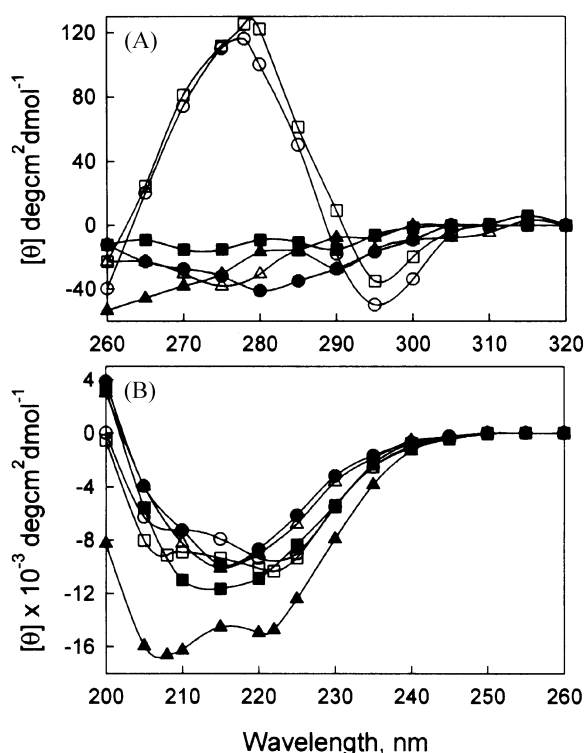 (A)
[θ] degcm²dmol⁻¹
120
80
40
0
-40
260 270 280 290 300 310 320
(B)
[θ] x 10⁻³ degcm²dmol⁻¹
4
0
-4
-8
-12
-16
200 210 220 230 240 250 260
Wavelength, nm